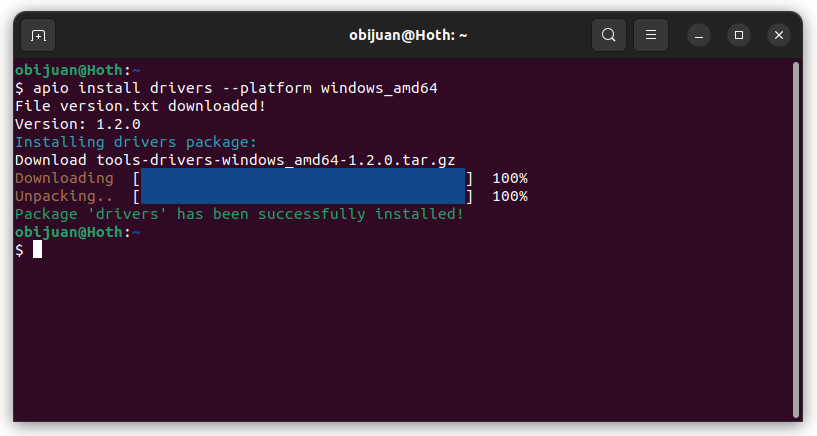 obijuan@Hoth: ~
obijuan@Hoth:~
$ apio install drivers --platform windows_amd64
File version.txt downloaded!
Version: 1.2.0
Installing drivers package:
Download tools-drivers-windows_amd64-1.2.0.tar.gz
Downloading [ ] 100%
Unpacking.. [ ] 100%
Package 'drivers' has been successfully installed!
obijuan@Hoth:~
$